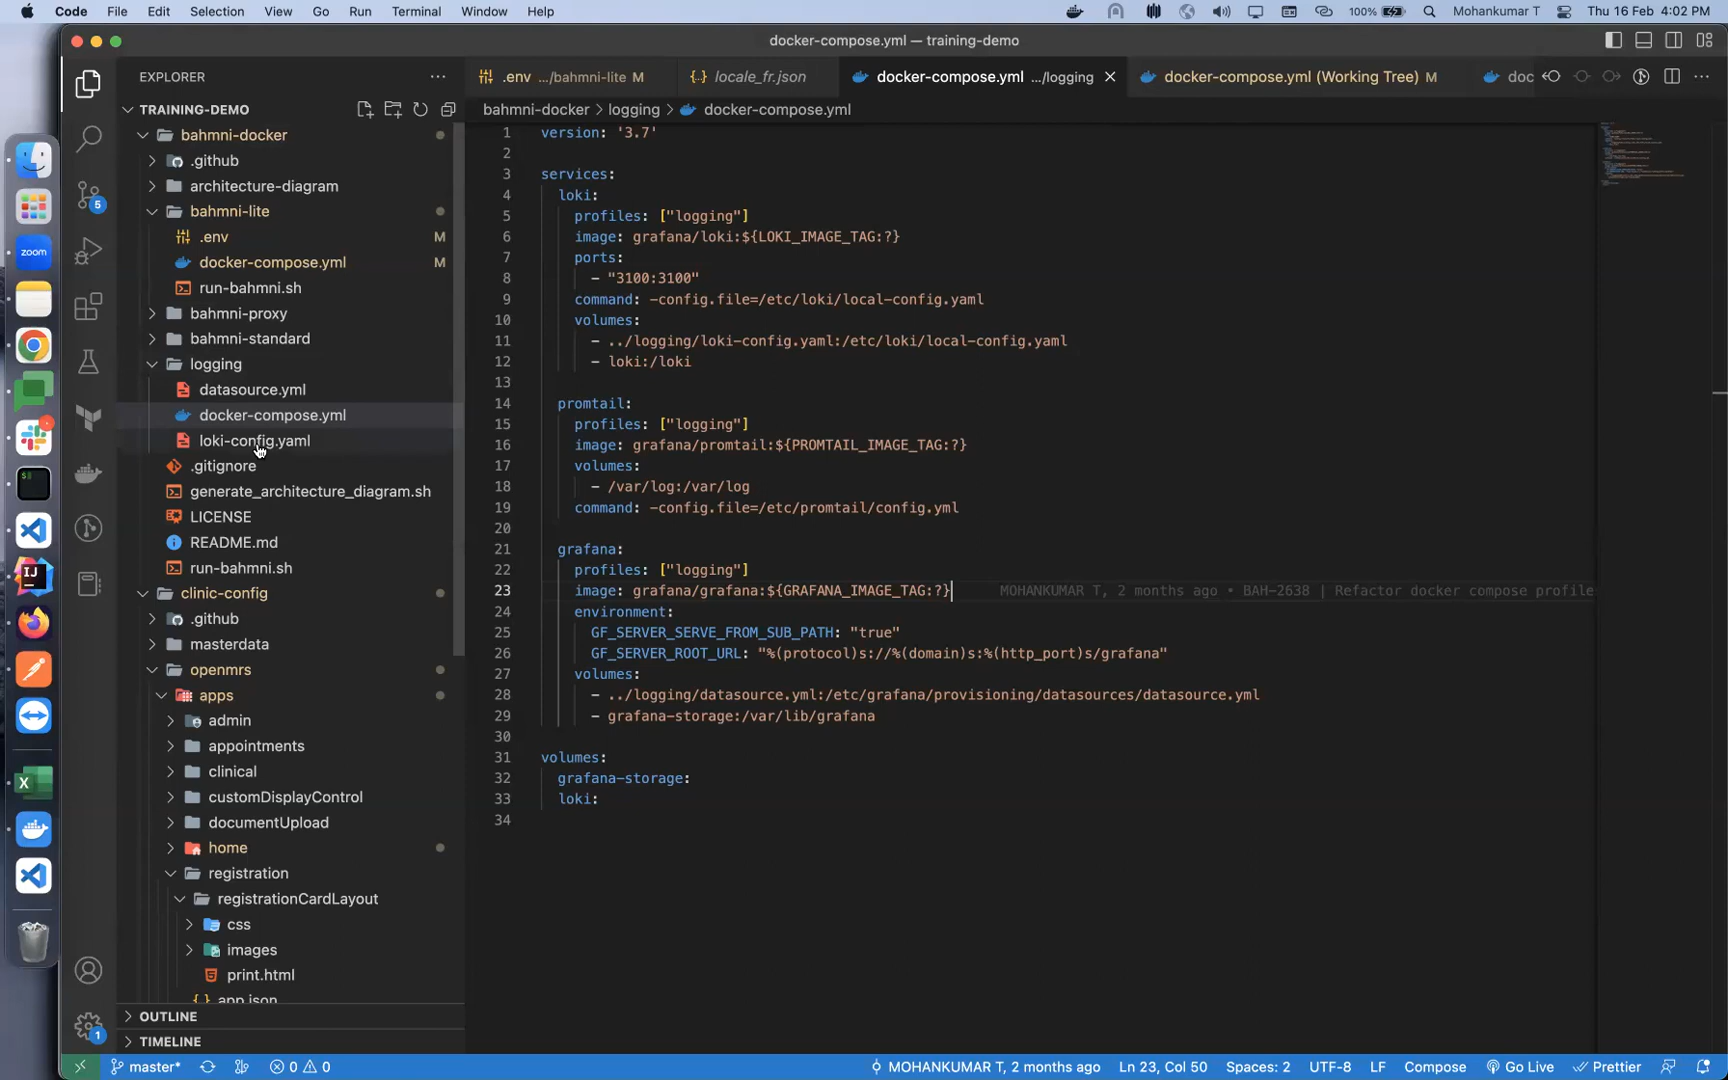 Code File Edit Selection View Go Run Terminal Window Help 100% Mohankumar T Thu 16 Feb 4:02 PM
docker-compose.yml — training-demo
EXPLORER
.env .../bahmni-lite M
locale_fr.json
docker-compose.yml .../logging
docker-compose.yml (Working Tree) M
doc
bahmni-docker > logging > docker-compose.yml
TRAINING-DEMO
bahmni-docker
.github
architecture-diagram
bahmni-lite
.env M
docker-compose.yml M
run-bahmni.sh
bahmni-proxy
bahmni-standard
logging
datasource.yml
docker-compose.yml
loki-config.yaml
.gitignore
generate_architecture_diagram.sh
LICENSE
README.md
run-bahmni.sh
clinic-config
.github
masterdata
openmrs
apps
admin
appointments
clinical
customDisplayControl
documentUpload
home
registration
registrationCardLayout
css
images
print.html
app.json
OUTLINE
TIMELINE
5
zoom
1
1 version: '3.7'
2
3 services:
4 loki:
5 profiles: ["logging"]
6 image: grafana/loki:${LOKI_IMAGE_TAG:?}
7 ports:
8 - "3100:3100"
9 command: -config.file=/etc/loki/local-config.yaml
10 volumes:
11 - ../logging/loki-config.yaml:/etc/loki/local-config.yaml
12 - loki:/loki
13
14 promtail:
15 profiles: ["logging"]
16 image: grafana/promtail:${PROMTAIL_IMAGE_TAG:?}
17 volumes:
18 - /var/log:/var/log
19 command: -config.file=/etc/promtail/config.yml
20
21 grafana:
22 profiles: ["logging"]
23 image: grafana/grafana:${GRAFANA_IMAGE_TAG:?} MOHANKUMAR T, 2 months ago • BAH-2638 | Refactor docker compose profile
24 environment:
25 GF_SERVER_SERVE_FROM_SUB_PATH: "true"
26 GF_SERVER_ROOT_URL: "%(protocol)s://%(domain)s:%(http_port)s/grafana"
27 volumes:
28 - ../logging/datasource.yml:/etc/grafana/provisioning/datasources/datasource.yml
29 - grafana-storage:/var/lib/grafana
30
31 volumes:
32 grafana-storage:
33 loki:
34
master* 0 0 MOHANKUMAR T, 2 months ago Ln 23, Col 50 Spaces: 2 UTF-8 LF Compose Go Live Prettier